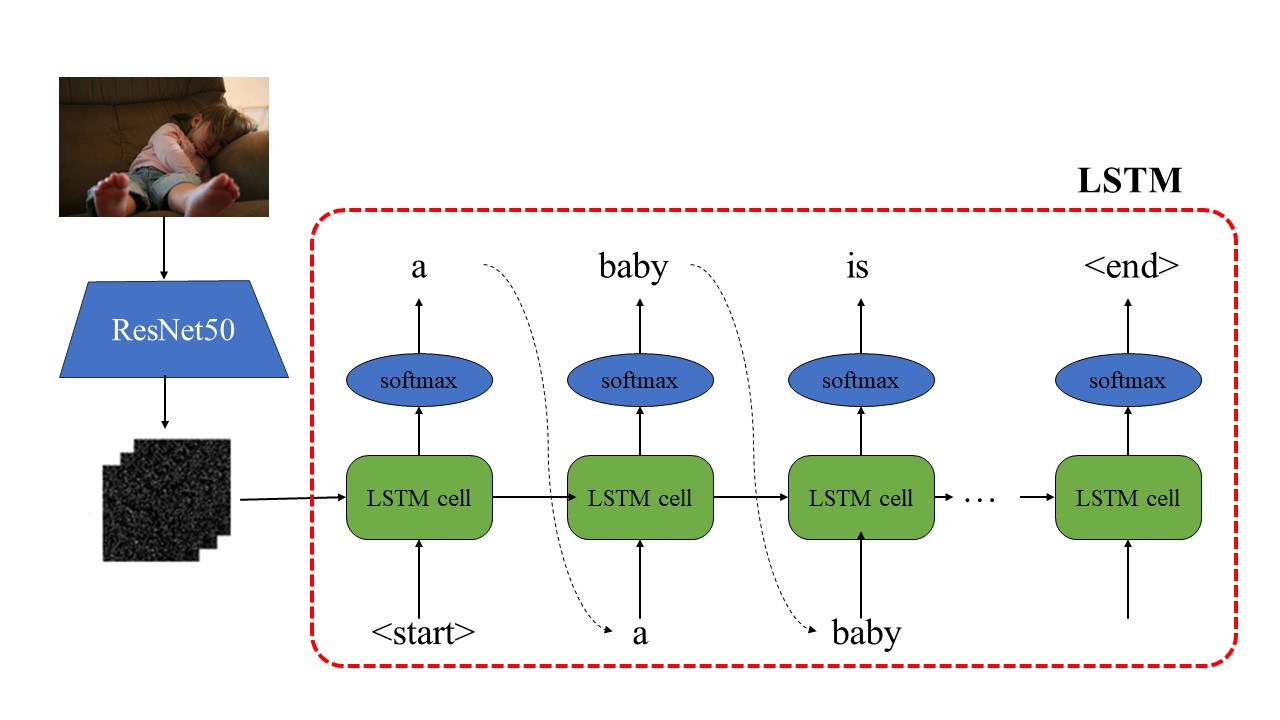 LSTM
a baby is <end>
ResNet50
softmax softmax softmax softmax
LSTM cell LSTM cell LSTM cell ... LSTM cell
<start> a baby